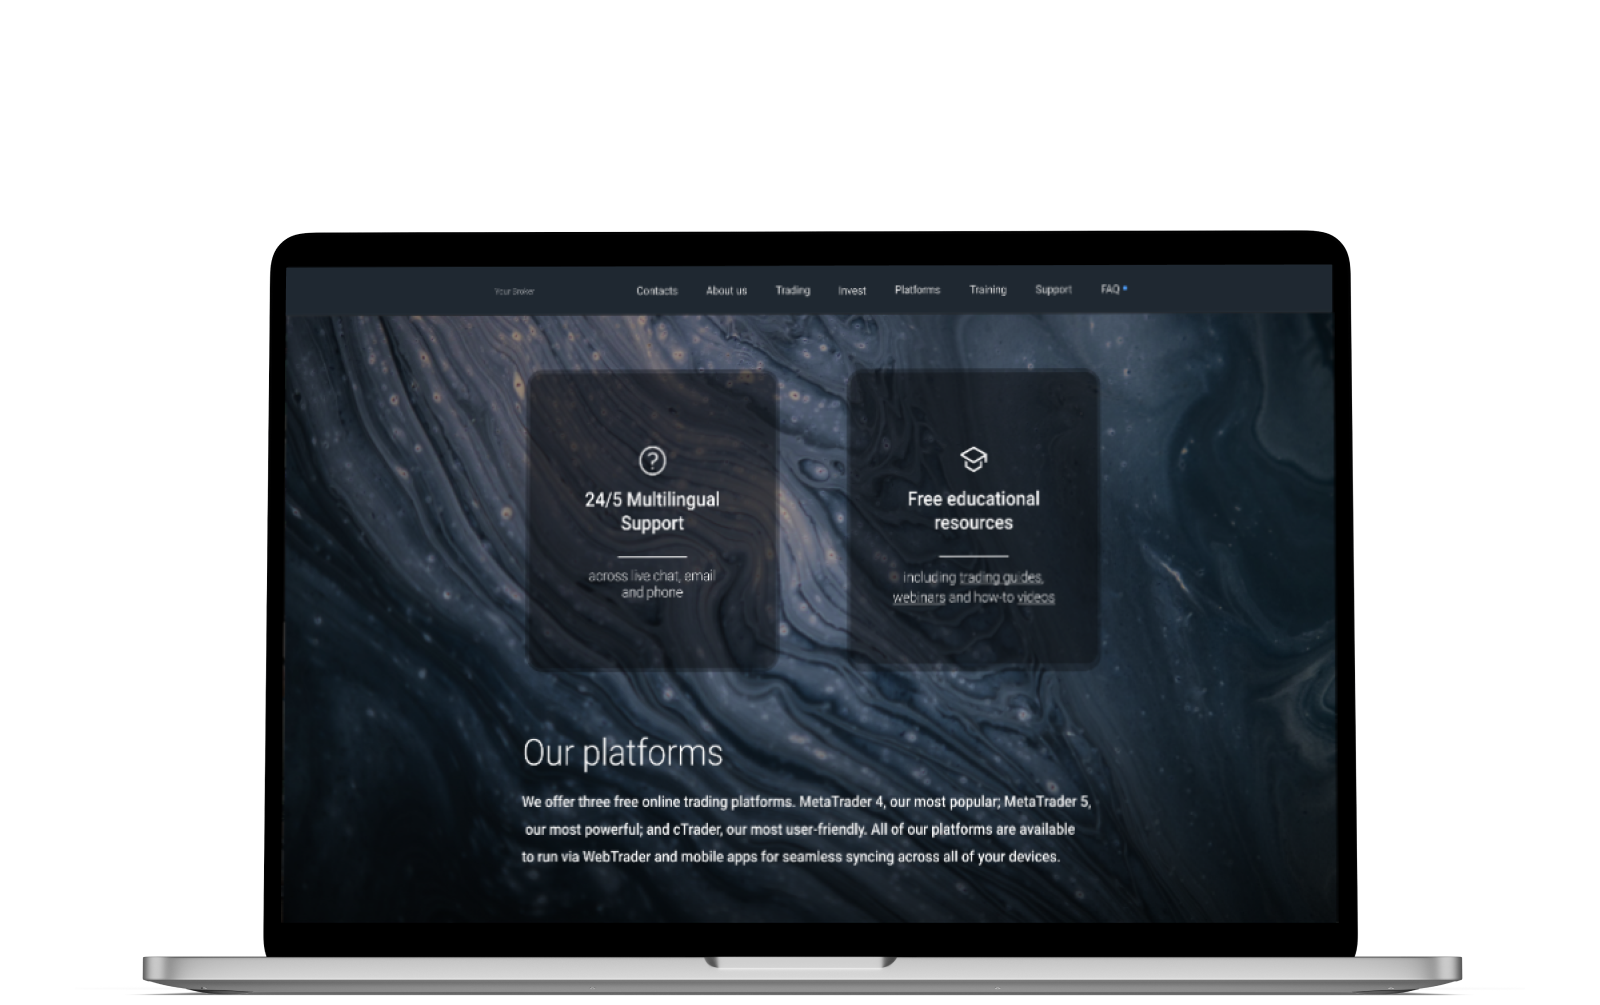 Your Broker
Contacts About us Trading Invest Platforms Training Support FAQ
24/5 Multilingual
Support
across live chat, email
and phone
Free educational
resources
including trading guides,
webinars and how-to videos
Our platforms
We offer three free online trading platforms. MetaTrader 4, our most popular; MetaTrader 5,
our most powerful; and cTrader, our most user-friendly. All of our platforms are available
to run via WebTrader and mobile apps for seamless syncing across all of your devices.